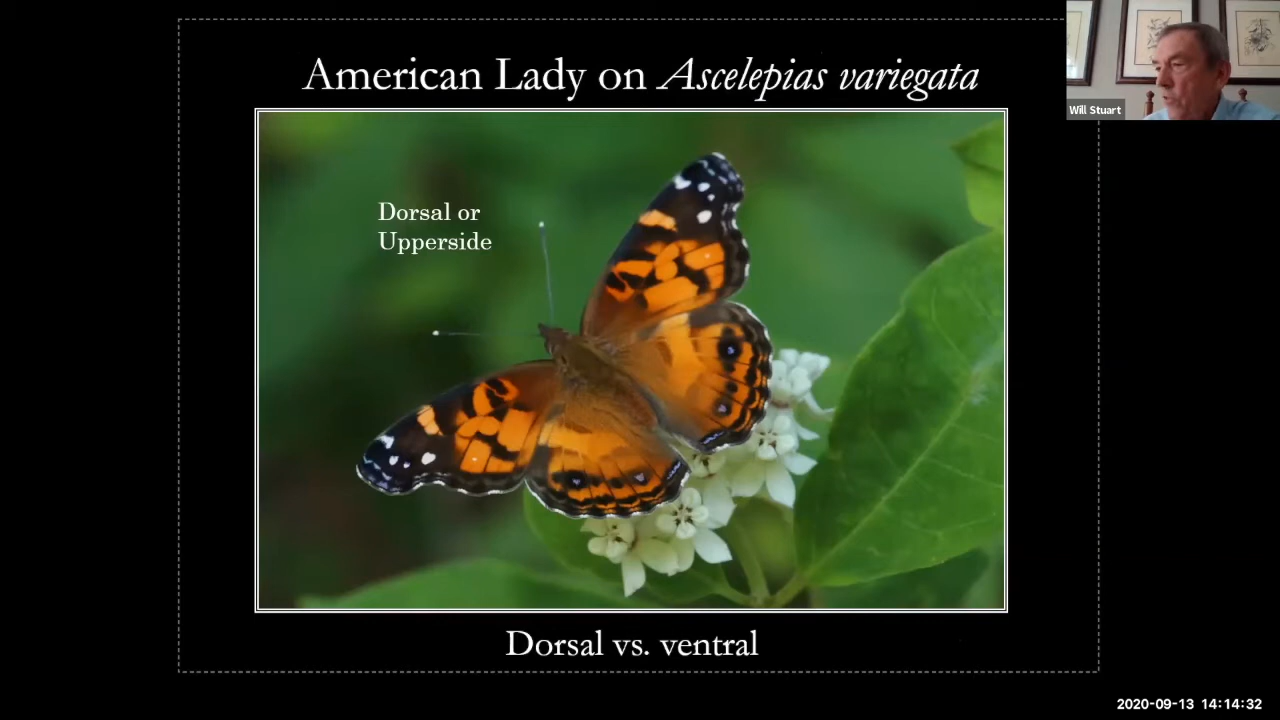 American Lady on Ascelepias variegata
Will Stuart
Dorsal or
Upperside
Dorsal vs. ventral
2020-09-13 14:14:32